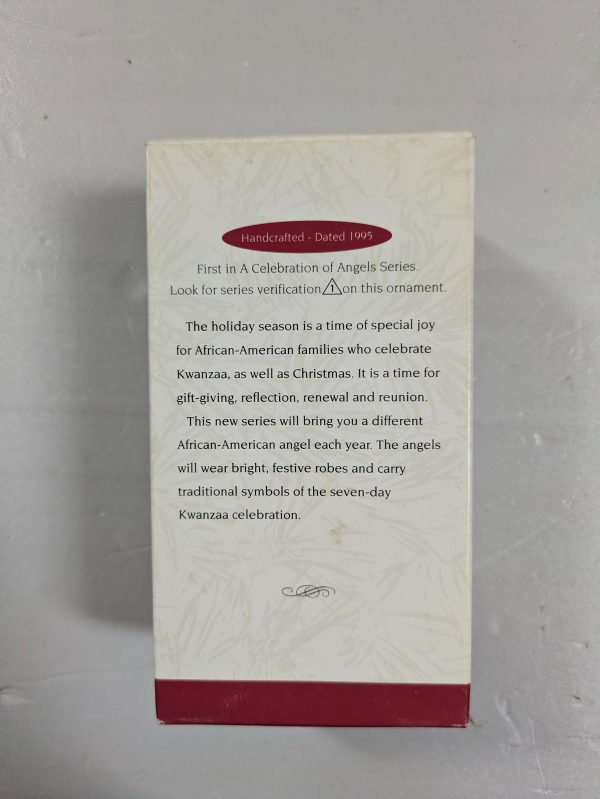 Handcrafted - Dated 1995
First in A Celebration of Angels Series.
Look for series verification 1 on this ornament.
The holiday season is a time of special joy
for African-American families who celebrate
Kwanzaa, as well as Christmas. It is a time for
gift-giving, reflection, renewal and reunion.
This new series will bring you a different
African-American angel each year. The angels
will wear bright, festive robes and carry
traditional symbols of the seven-day
Kwanzaa celebration.